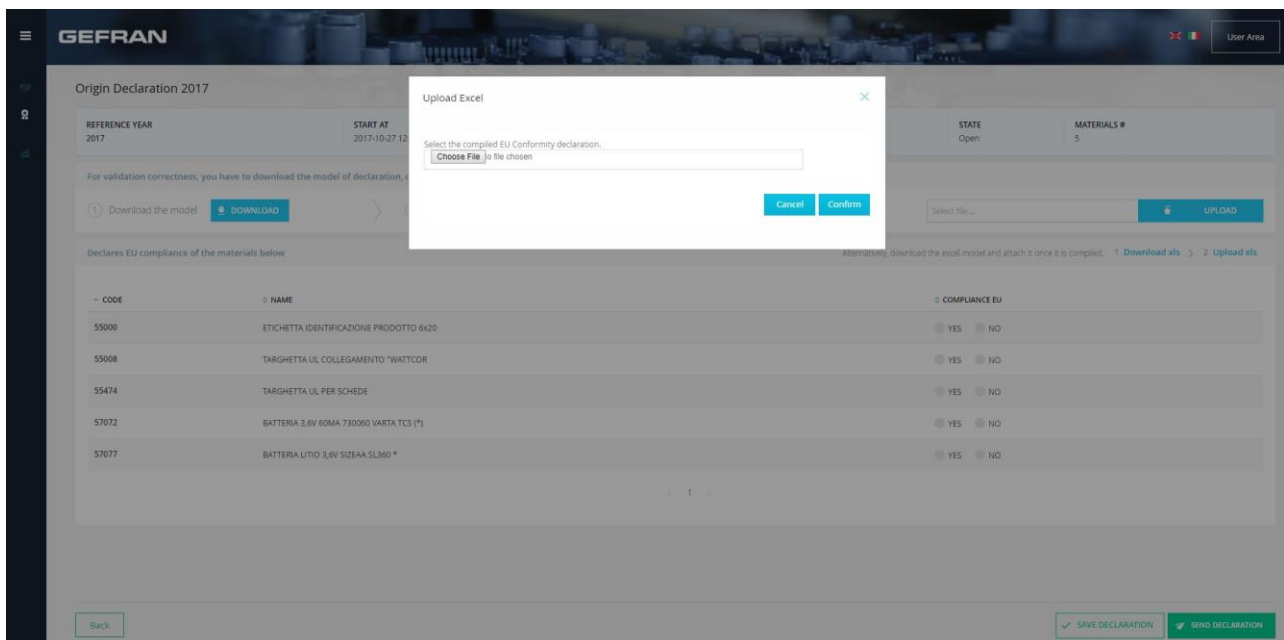 GEFRAN
User Area
Origin Declaration 2017
Upload Excel
REFERENCE YEAR
2017
START AT
2017-10-27 12
STATE
Open
MATERIALS #
5
Select the compiled EU Conformity declaration.
Choose File o file chosen
For validation correctness, you have to download the model of declaration,
1 Download the model DOWNLOAD
Cancel Confirm
Select file ... UPLOAD
Declares EU compliance of the materials below
Alternatively, download the excel model and attach it once it is compiled. 1. Download xls > 2. Upload xls
CODE NAME COMPLIANCE EU
55000 ETICHETTA IDENTIFICAZIONE PRODOTTO 6x20 YES NO
55008 TARGHETTA UL COLLEGAMENTO "WATTCOR YES NO
55474 TARGHETTA UL PER SCHEDE YES NO
57072 BATTERIA 3,6V 60MA 730060 VARTA TCS (*) YES NO
57077 BATTERIA LITIO 3,6V SIZEAA SL360 * YES NO
1
Back SAVE DECLARATION SEND DECLARATION